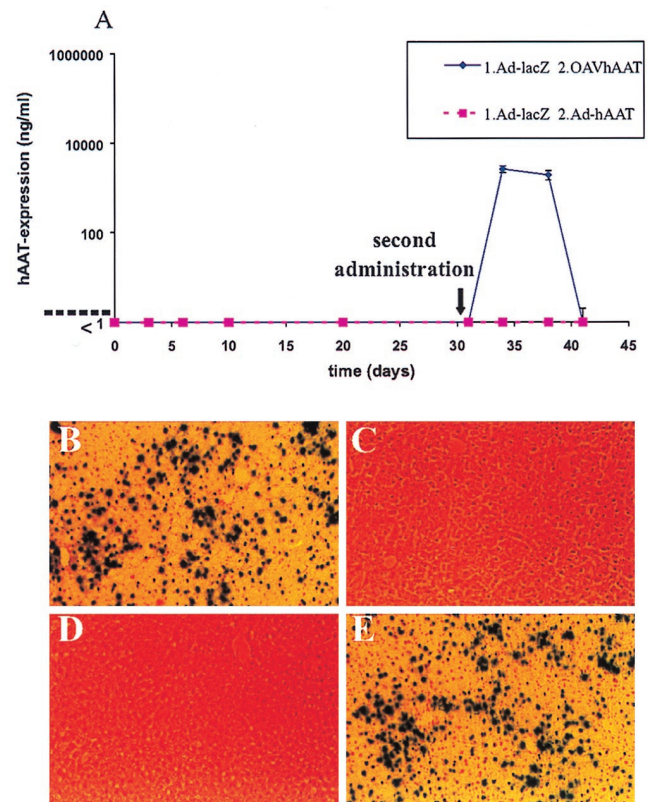 A
1000000
10000
100
< 1
hAAT-expression (ng/ml)
1.Ad-lacZ 2.OAVhAAT
1.Ad-lacZ 2.Ad-hAAT
second
administration
0 5 10 15 20 25 30 35 40 45
time (days)
B
C
D
E